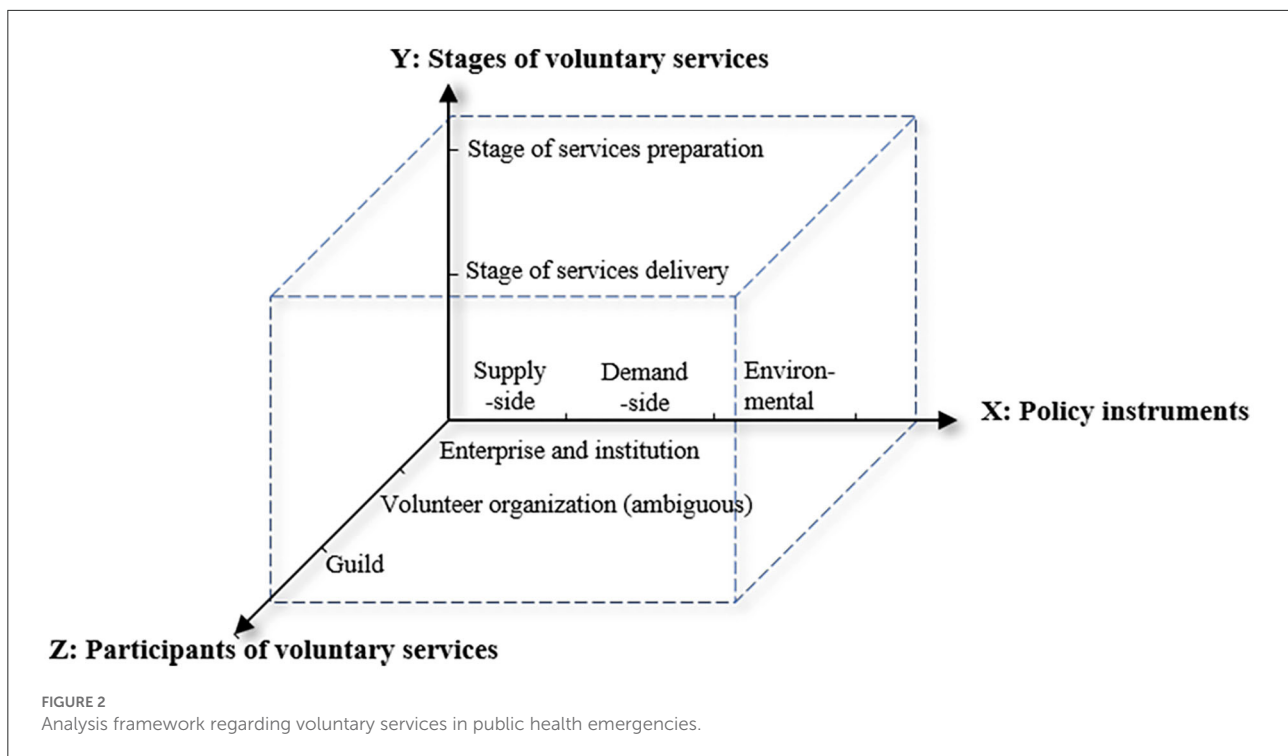 Y: Stages of voluntary services
Stage of services preparation
Stage of services delivery
Supply
-side
Demand
-side
Environ-
mental
X: Policy instruments
Enterprise and institution
Volunteer organization (ambiguous)
Guild
Z: Participants of voluntary services
FIGURE 2
Analysis framework regarding voluntary services in public health emergencies.